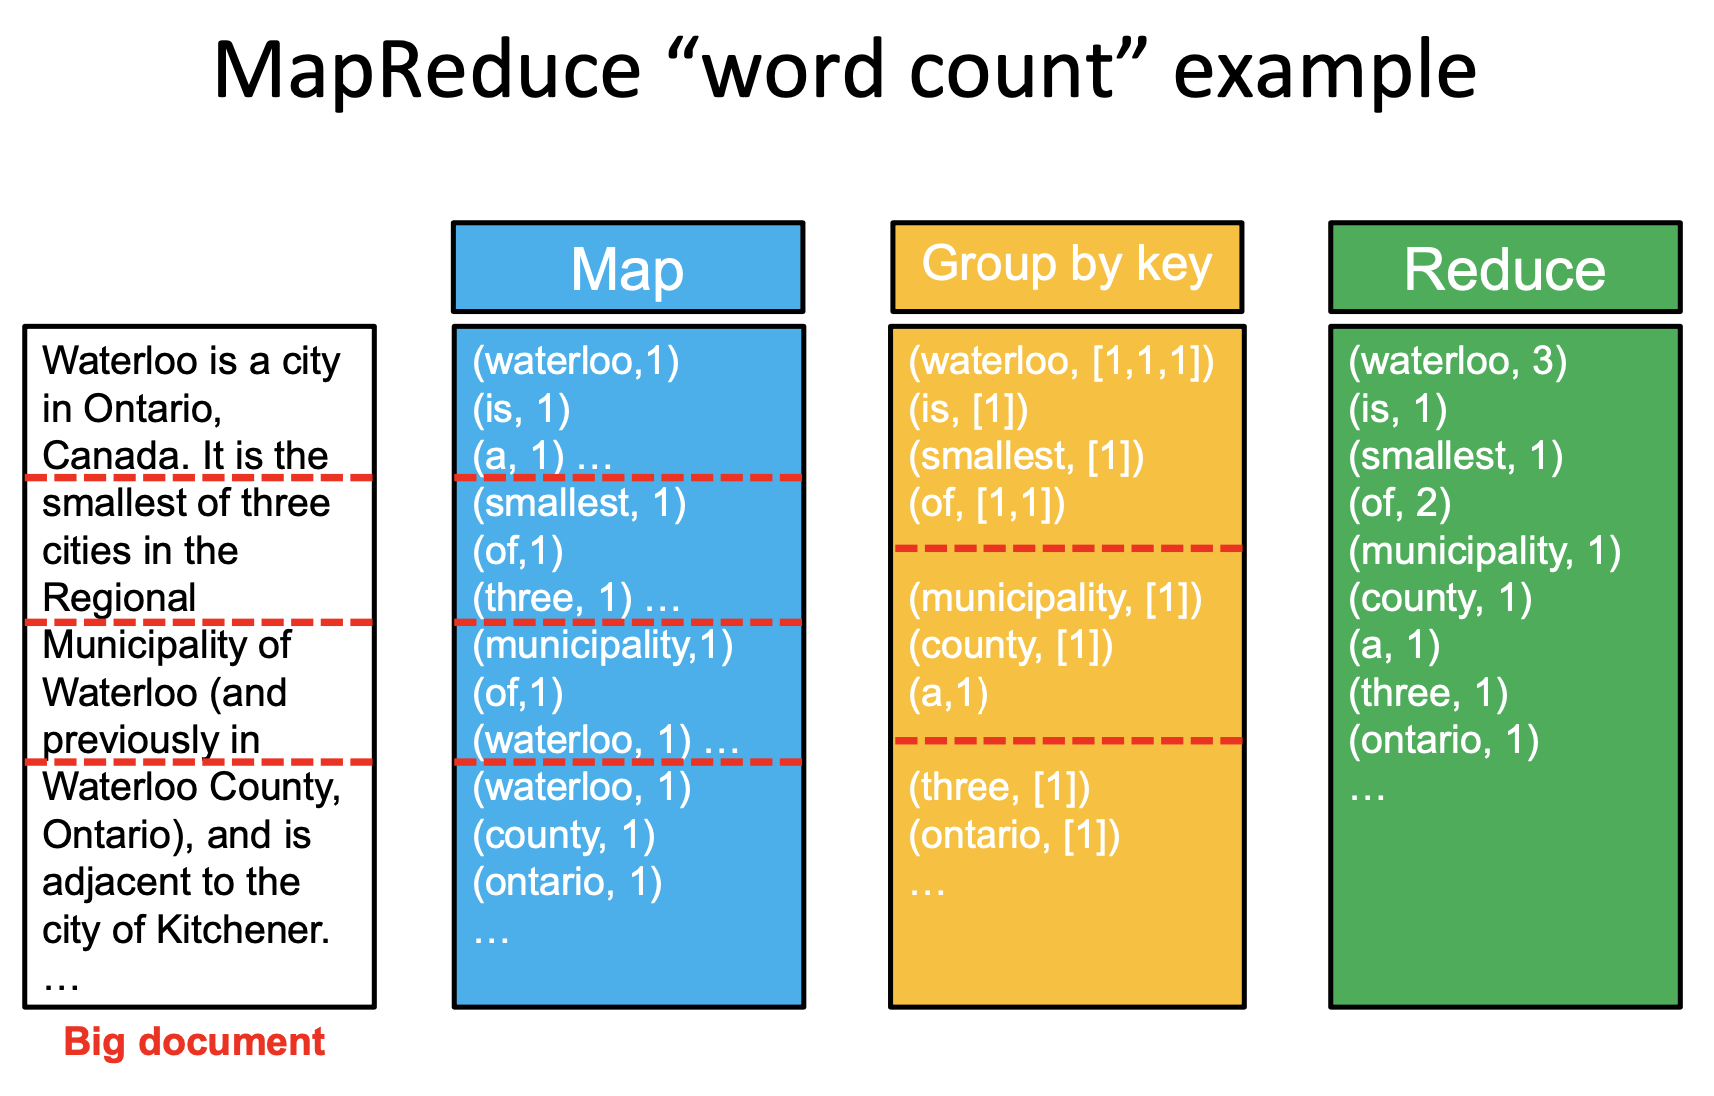 MapReduce “word count” example
Waterloo is a city
in Ontario,
Canada. It is the
smallest of three
cities in the
Regional
Municipality of
Waterloo (and
previously in
Waterloo County,
Ontario), and is
adjacent to the
city of Kitchener.
…
Big document
Map
(waterloo,1)
(is, 1)
(a, 1) …
(smallest, 1)
(of,1)
(three, 1) …
(municipality,1)
(of,1)
(waterloo, 1) …
(waterloo, 1)
(county, 1)
(ontario, 1)
…
Group by key
(waterloo, [1,1,1])
(is, [1])
(smallest, [1])
(of, [1,1])
(municipality, [1])
(county, [1])
(a,1)
(three, [1])
(ontario, [1])
…
Reduce
(waterloo, 3)
(is, 1)
(smallest, 1)
(of, 2)
(municipality, 1)
(county, 1)
(a, 1)
(three, 1)
(ontario, 1)
…